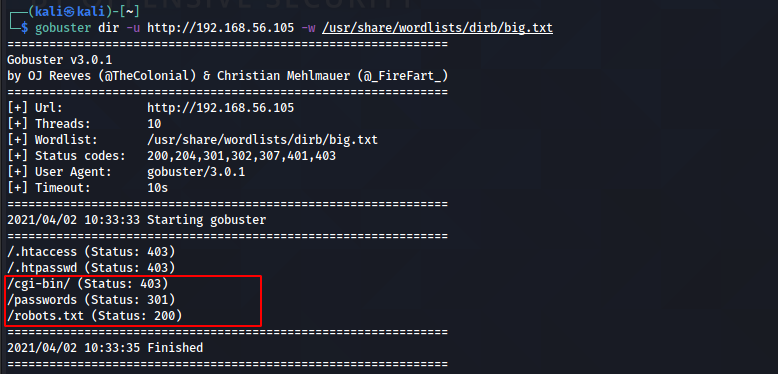 ┌──(kali㉿kali)-[~]
└─$ gobuster dir -u http://192.168.56.105 -w /usr/share/wordlists/dirb/big.txt
===============================================================
Gobuster v3.0.1
by OJ Reeves (@TheColonial) & Christian Mehlmauer (@_FireFart_)
===============================================================
[+] Url:            http://192.168.56.105
[+] Threads:        10
[+] Wordlist:       /usr/share/wordlists/dirb/big.txt
[+] Status codes:   200,204,301,302,307,401,403
[+] User Agent:     gobuster/3.0.1
[+] Timeout:        10s
===============================================================
2021/04/02 10:33:33 Starting gobuster
===============================================================
/.htaccess (Status: 403)
/.htpasswd (Status: 403)
/cgi-bin/ (Status: 403)
/passwords (Status: 301)
/robots.txt (Status: 200)
===============================================================
2021/04/02 10:33:35 Finished
===============================================================